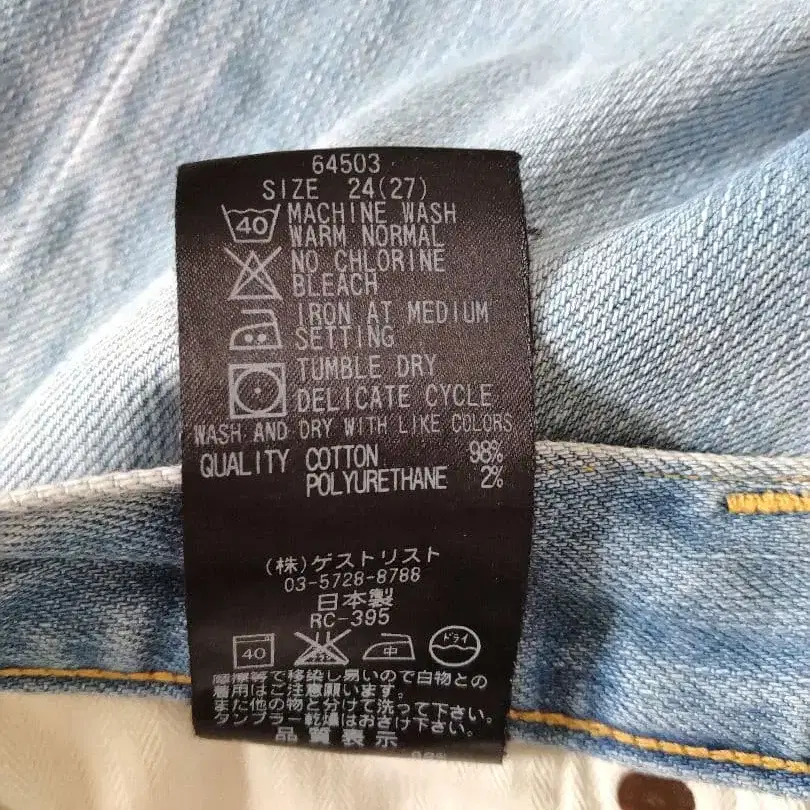 64503
SIZE 24(27)
40 MACHINE WASH
WARM NORMAL
NO CHLORINE
BLEACH
IRON AT MEDIUM
SETTING
TUMBLE DRY
DELICATE CYCLE
WASH AND DRY WITH LIKE COLORS
QUALITY COTTON 98%
POLYURETHANE 2%
(株)ゲストリスト
03-5728-8788
日本製
RC-395
40 中 ドライ
摩擦等で移染し易いので白物との
着用はご注意願います。
また他の物と分けて洗って下さい。
タンブラー乾燥はおさけ下さい。
品質表示